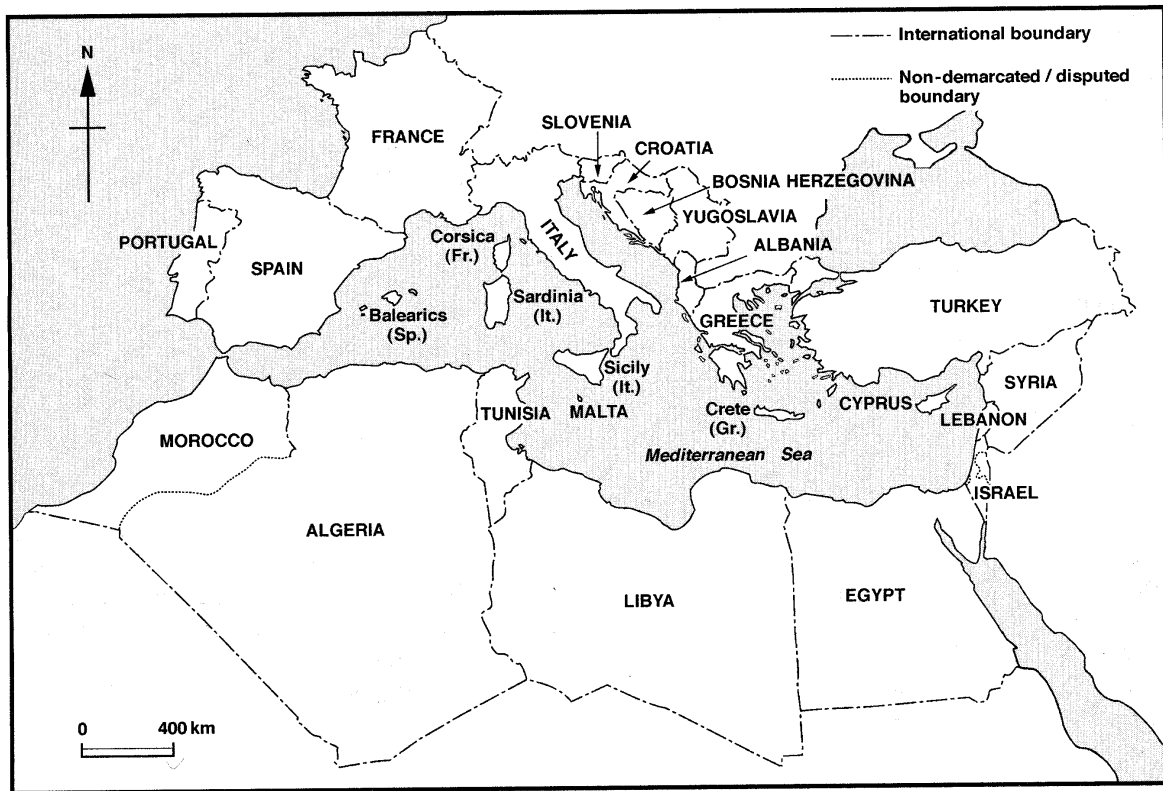 N
International boundary
Non-demarcated / disputed
boundary
SLOVENIA
FRANCE
CROATIA
BOSNIA HERZEGOVINA
YUGOSLAVIA
PORTUGAL
Corsica
(Fr.)
ITALY
ALBANIA
SPAIN
Sardinia
(It.)
Balearics
(Sp.)
GREECE
TURKEY
Sicily
(It.)
SYRIA
CYPRUS
TUNISIA
MALTA
Crete
(Gr.)
LEBANON
MOROCCO
Mediterranean Sea
ISRAEL
ALGERIA
LIBYA
EGYPT
0 400 km